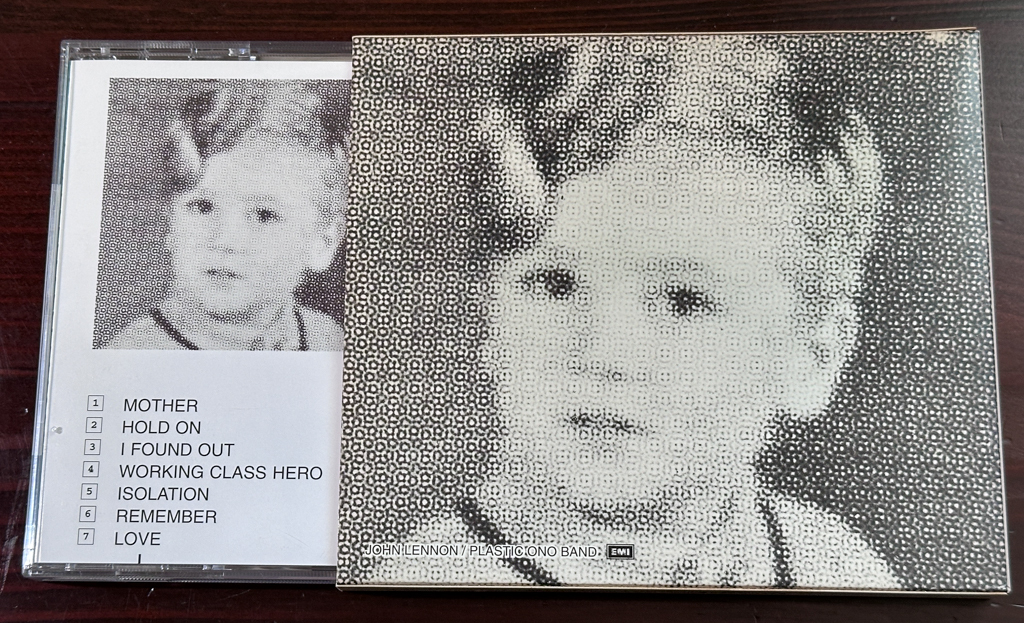 1 MOTHER
2 HOLD ON
3 I FOUND OUT
4 WORKING CLASS HERO
5 ISOLATION
6 REMEMBER
7 LOVE
JOHN LENNON / PLASTIC ONO BAND EMI